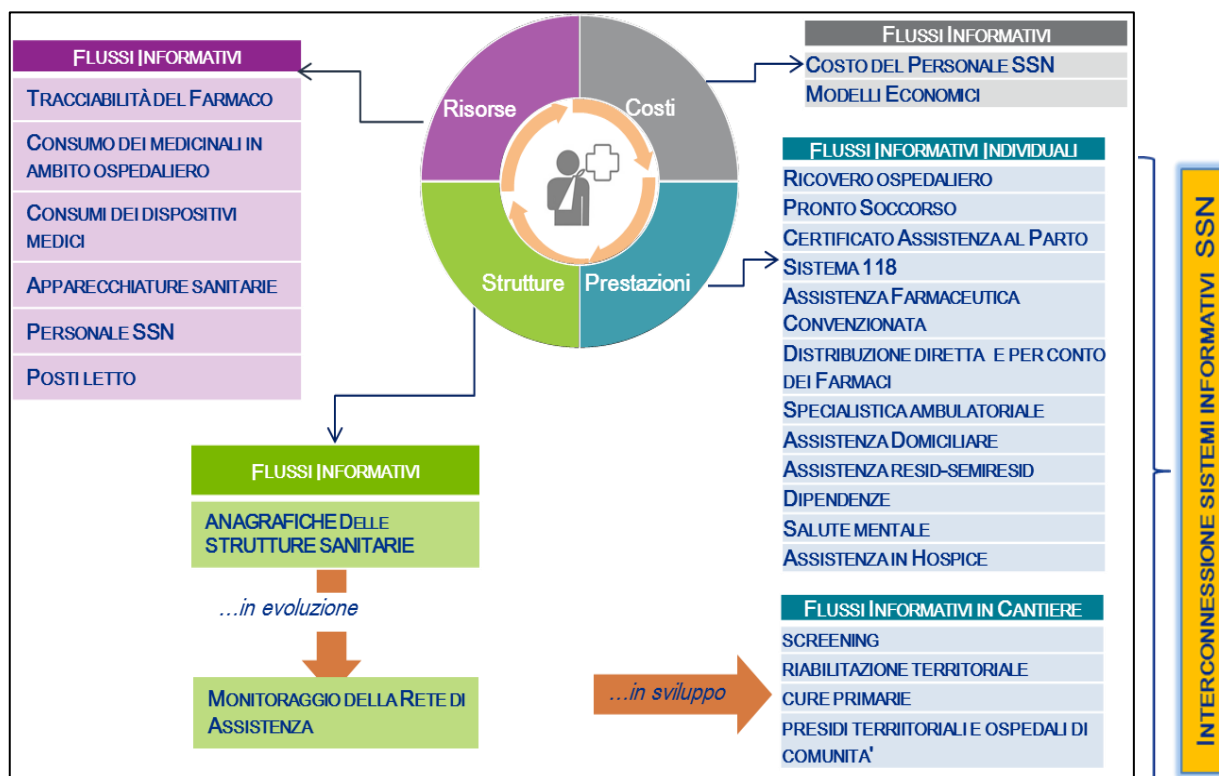 FLUSSI INFORMATIVI
TRACCIABILITÀ DEL FARMACO
CONSUMO DEI MEDICINALI IN
AMBITO OSPEDALIERO
CONSUMI DEI DISPOSITIVI
MEDICI
APPARECCHIATURE SANITARIE
PERSONALE SSN
POSTI LETTO
Risorse
Costi
Strutture
Prestazioni
FLUSSI INFORMATIVI
COSTO DEL PERSONALE SSN
MODELLI ECONOMICI
FLUSSI INFORMATIVI INDIVIDUALI
RICOVERO OSPEDALIERO
PRONTO SOCCORSO
CERTIFICATO ASSISTENZA AL PARTO
SISTEMA 118
ASSISTENZA FARMACEUTICA
CONVENZIONATA
DISTRIBUZIONE DIRETTA E PER CONTO
DEI FARMACI
SPECIALISTICA AMBULATORIALE
ASSISTENZA DOMICILIARE
ASSISTENZA RESID-SEMIRESID
DIPENDENZE
SALUTE MENTALE
ASSISTENZA IN HOSPICE
FLUSSI INFORMATIVI
ANAGRAFICHE DELLE
STRUTTURE SANITARIE
...in evoluzione
MONITORAGGIO DELLA RETE DI
ASSISTENZA
...in sviluppo
FLUSSI INFORMATIVI IN CANTIERE
SCREENING
RIABILITAZIONE TERRITORIALE
CURE PRIMARIE
PRESIDI TERRIITORIALI E OSPEDALI DI
COMUNITA'
INTERCONNESSIONE SISTEMI INFORMATIVI SSN